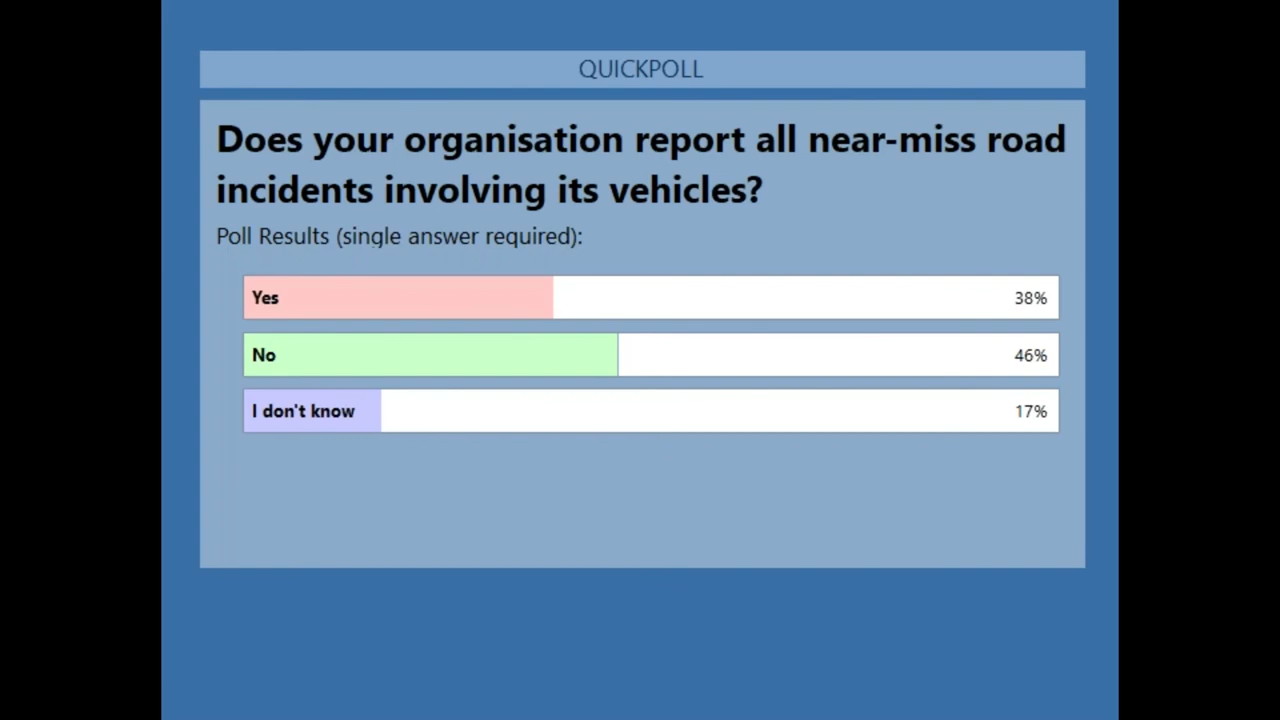 QUICKPOLL
Does your organisation report all near-miss road
incidents involving its vehicles?
Poll Results (single answer required):
Yes 38%
No 46%
I don't know 17%